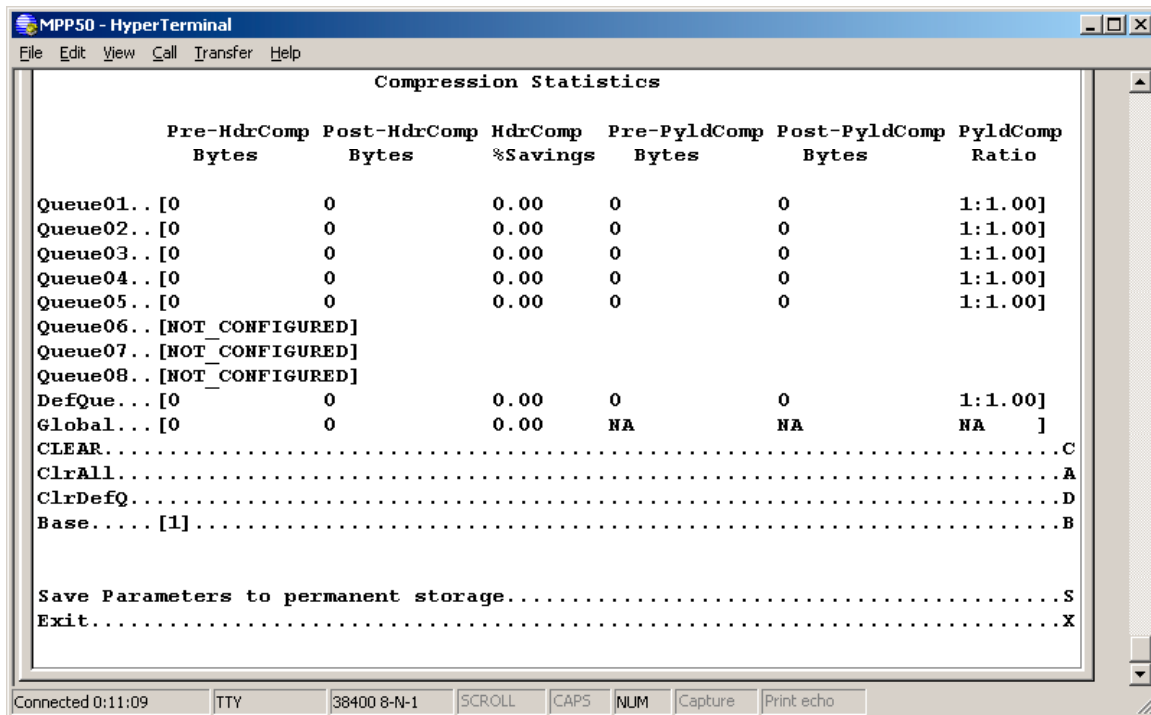 MPP50 - HyperTerminal
File Edit View Call Transfer Help
Compression Statistics
Pre-HdrComp Post-HdrComp HdrComp Pre-PyldComp Post-PyldComp PyldComp
Bytes Bytes %Savings Bytes Bytes Ratio
Queue01..[0 0 0.00 0 0 1:1.00]
Queue02..[0 0 0.00 0 0 1:1.00]
Queue03..[0 0 0.00 0 0 1:1.00]
Queue04..[0 0 0.00 0 0 1:1.00]
Queue05..[0 0 0.00 0 0 1:1.00]
Queue06..[NOT_CONFIGURED]
Queue07..[NOT_CONFIGURED]
Queue08..[NOT_CONFIGURED]
DefQue...[0 0 0.00 0 0 1:1.00]
Global...[0 0 0.00 NA NA NA ]
CLEAR.........................................................................C
ClrAll........................................................................A
ClrDefQ.......................................................................D
Base.....[1]..................................................................B
Save Parameters to permanent storage..........................................S
Exit..........................................................................X
Connected 0:11:09 TTY 38400 8-N-1 SCROLL CAPS NUM Capture Print echo